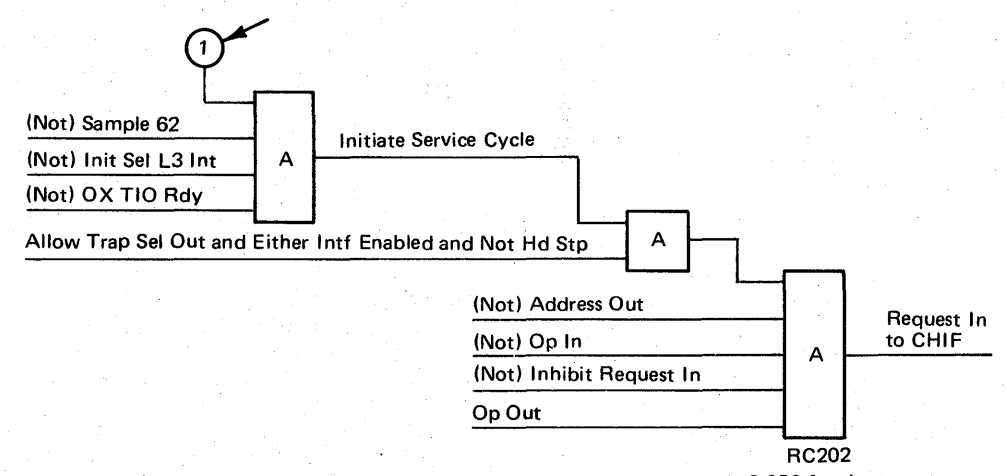 1
(Not) Sample 62
(Not) Init Sel L3 Int
(Not) OX TIO Rdy
A
Initiate Service Cycle
Allow Trap Sel Out and Either Intf Enabled and Not Hd Stp
A
(Not) Address Out
(Not) Op In
(Not) Inhibit Request In
Op Out
A
Request In
to CHIF
RC202